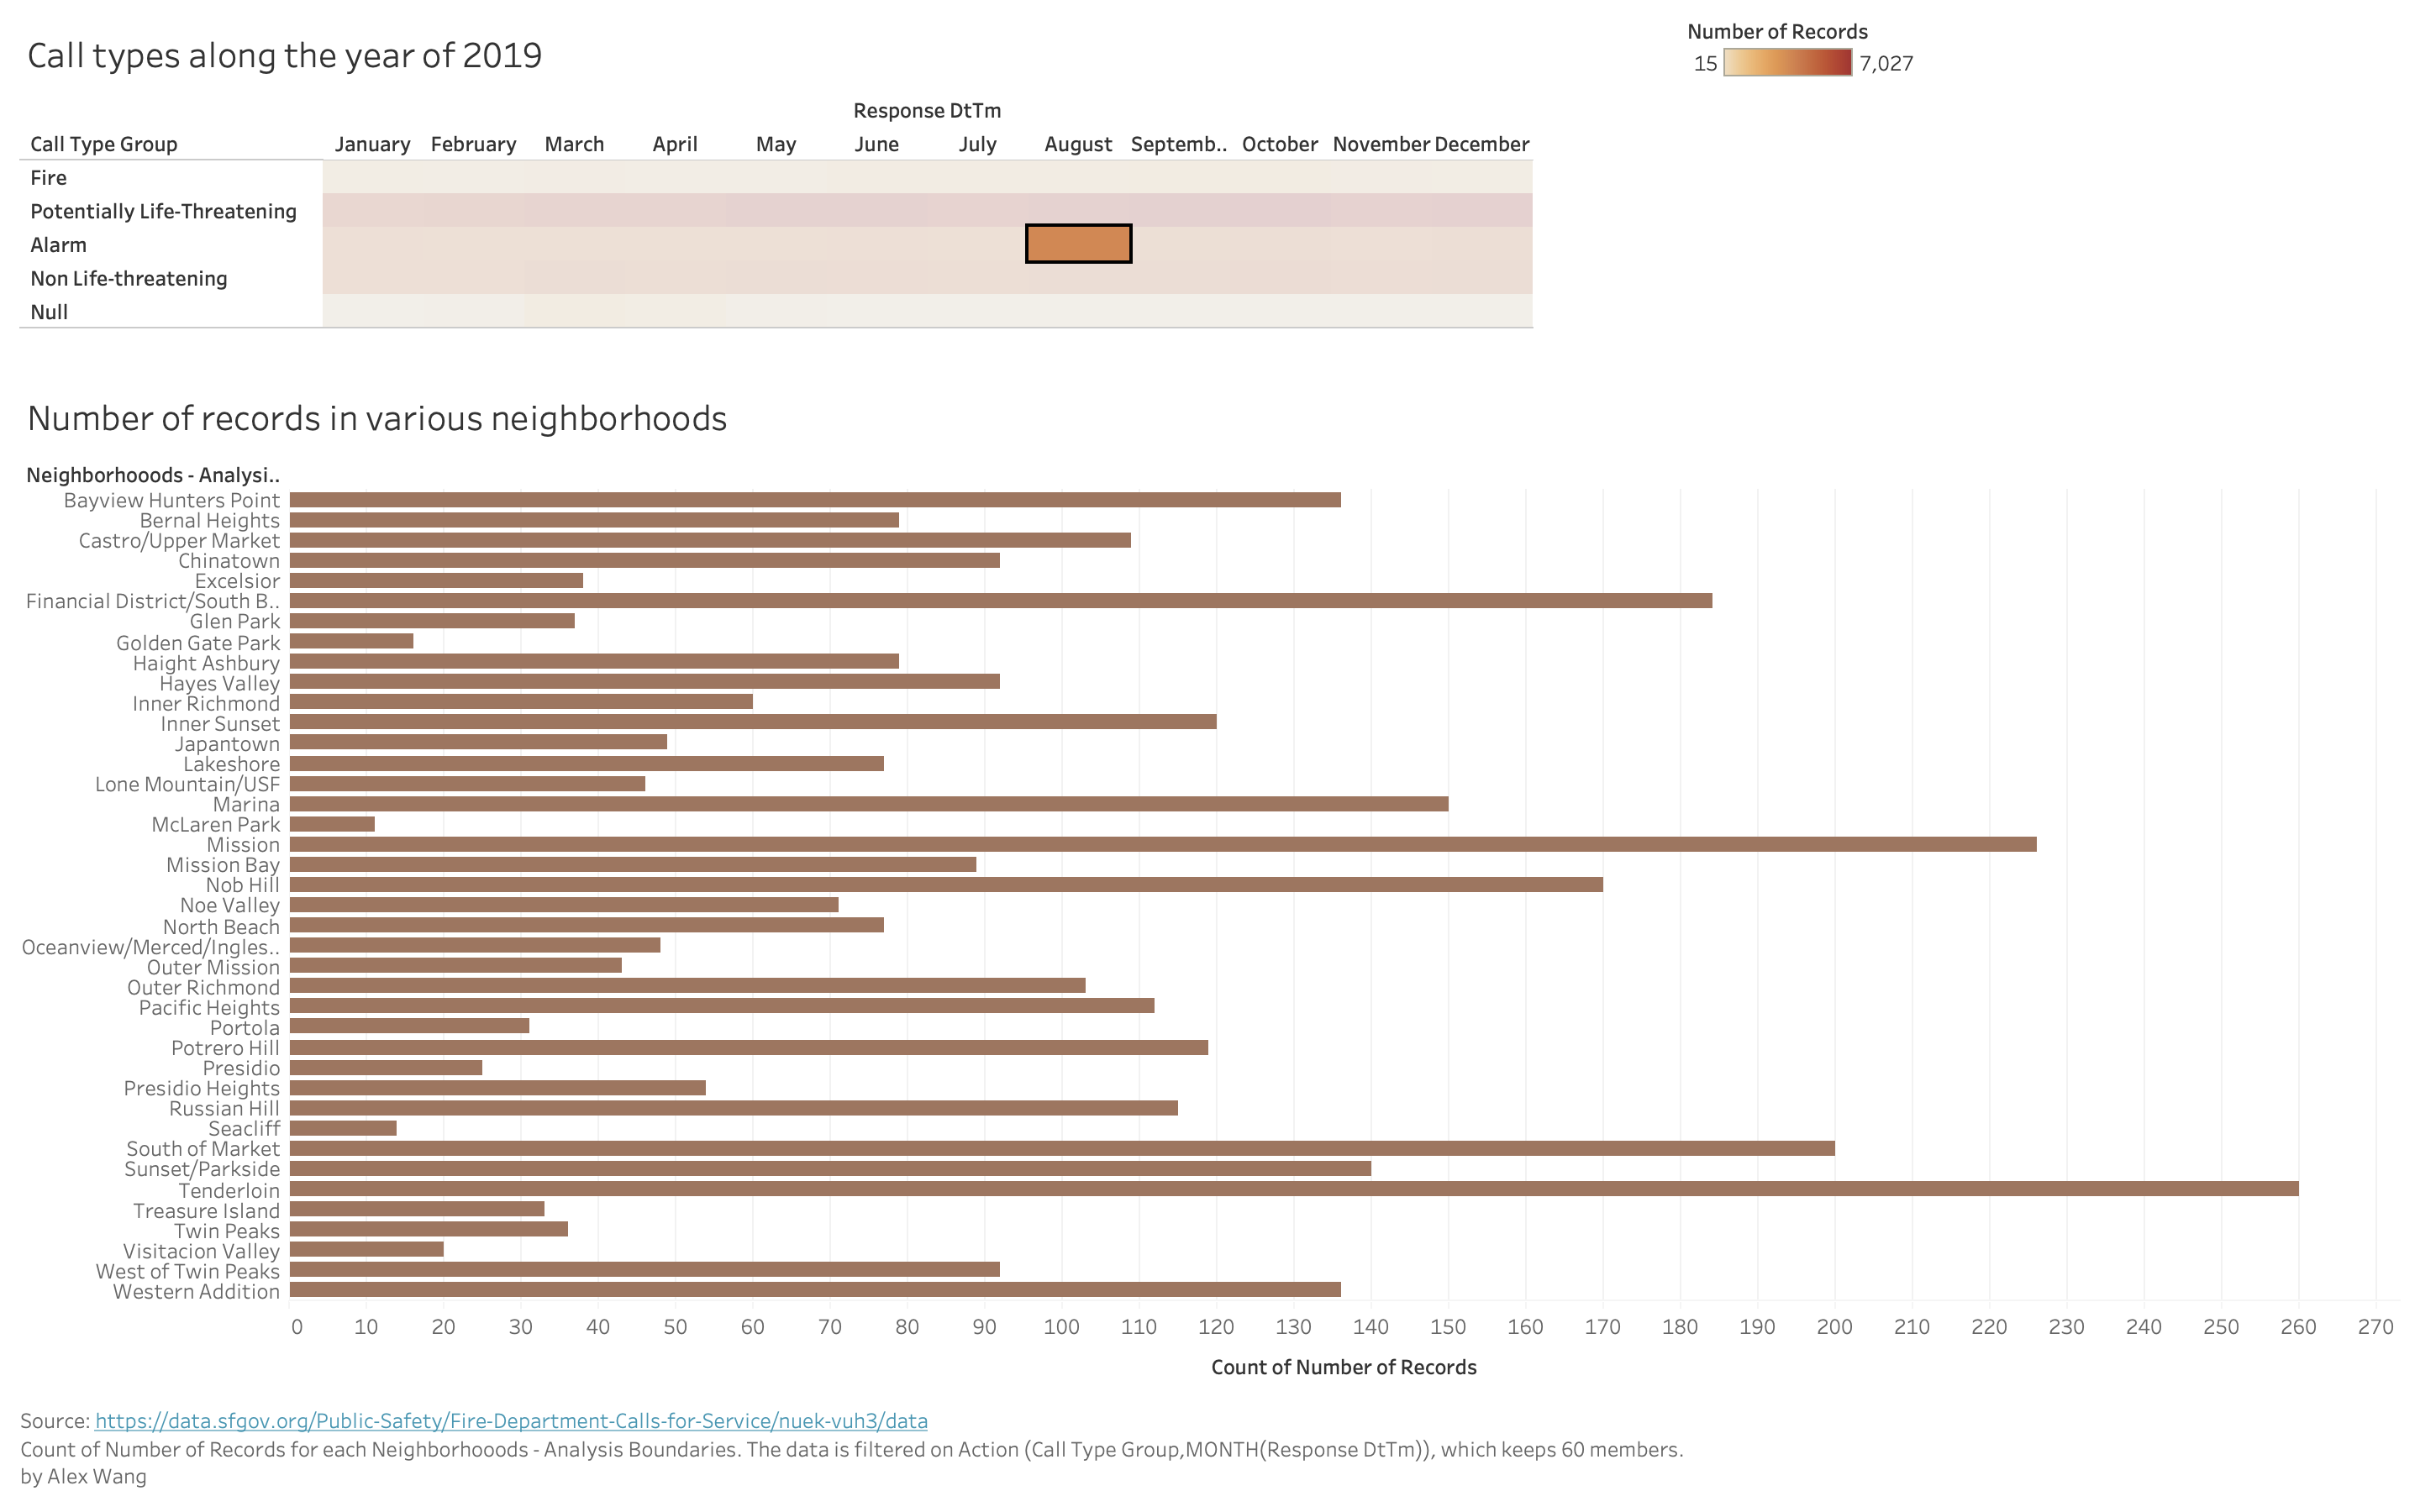 Call types along the year of 2019
Number of Records
15 7,027
Response DtTm
Call Type Group January February March April May June July August Septemb.. October November December
Fire
Potentially Life-Threatening
Alarm
Non Life-threatening
Null
Number of records in various neighborhoods
Neighborhooods - Analysi..
Bayview Hunters Point
Bernal Heights
Castro/Upper Market
Chinatown
Excelsior
Financial District/South B..
Glen Park
Golden Gate Park
Haight Ashbury
Hayes Valley
Inner Richmond
Inner Sunset
Japantown
Lakeshore
Lone Mountain/USF
Marina
McLaren Park
Mission
Mission Bay
Nob Hill
Noe Valley
North Beach
Oceanview/Merced/Ingles..
Outer Mission
Outer Richmond
Pacific Heights
Portola
Potrero Hill
Presidio
Presidio Heights
Russian Hill
Seacliff
South of Market
Sunset/Parkside
Tenderloin
Treasure Island
Twin Peaks
Visitacion Valley
West of Twin Peaks
Western Addition
0 10 20 30 40 50 60 70 80 90 100 110 120 130 140 150 160 170 180 190 200 210 220 230 240 250 260 270
Count of Number of Records
Source: https://data.sfgov.org/Public-Safety/Fire-Department-Calls-for-Service/nuek-vuh3/data
Count of Number of Records for each Neighborhooods - Analysis Boundaries. The data is filtered on Action (Call Type Group,MONTH(Response DtTm)), which keeps 60 members.
by Alex Wang